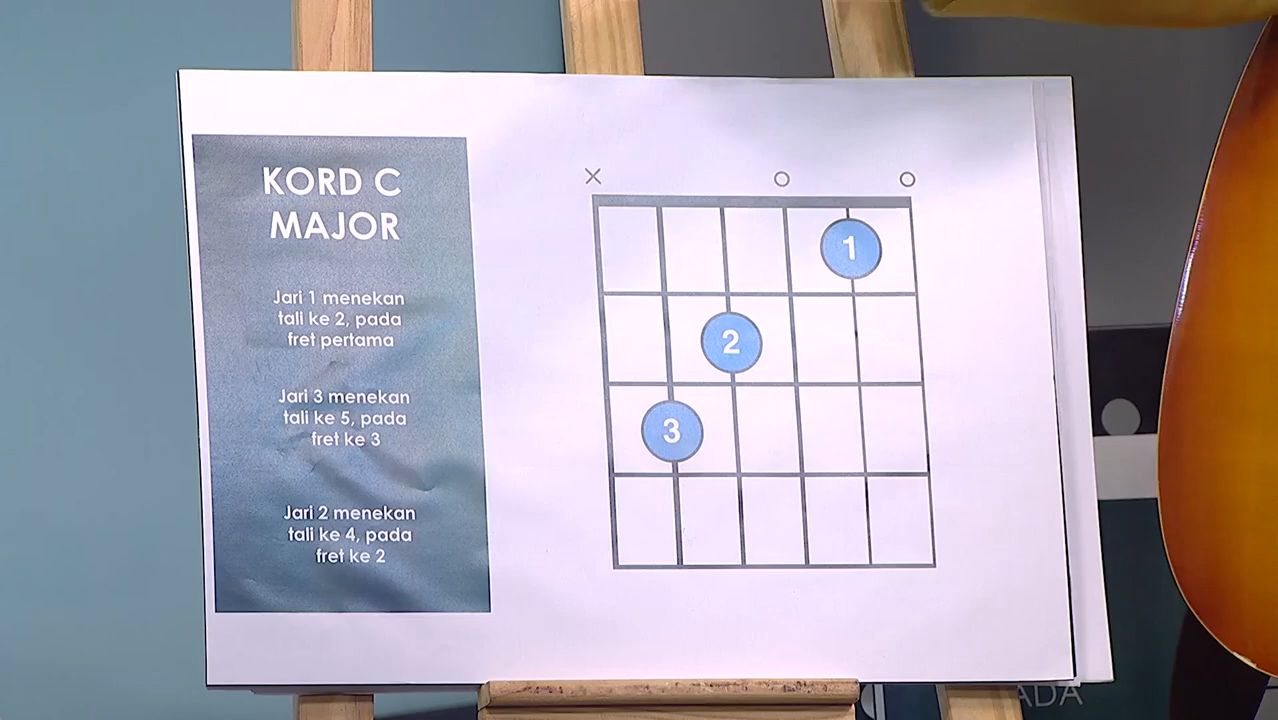 KORD C
MAJOR
Jari 1 menekan
tali ke 2, pada
fret pertama
Jari 3 menekan
tali ke 5, pada
fret ke 3
Jari 2 menekan
tali ke 4, pada
fret ke 2
X O O
1
2
3
ADA